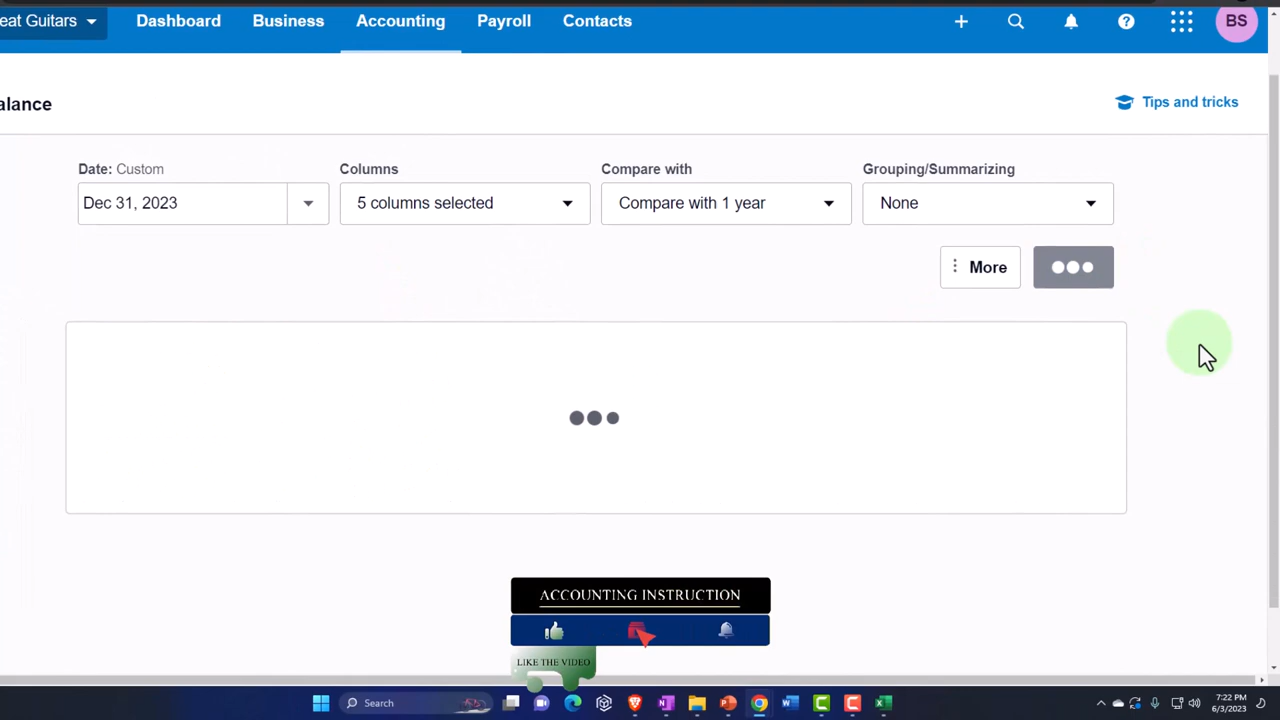 eat Guitars
Dashboard
Business
Accounting
Payroll
Contacts
BS
alance
Tips and tricks
Date: Custom
Columns
Compare with
Grouping/Summarizing
Dec 31, 2023
5 columns selected
Compare with 1 year
None
More
ACCOUNTING INSTRUCTION
LIKE THE VIDEO
Search
7:22 PM
6/3/2023